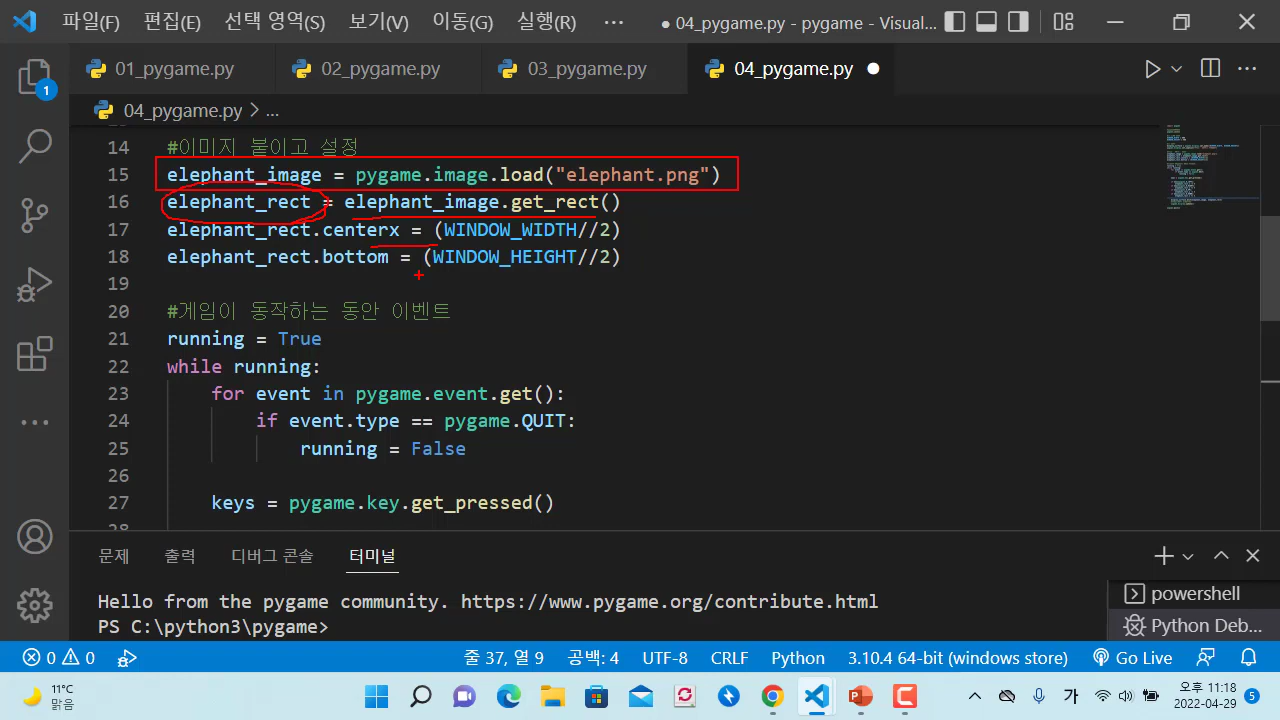 파일(F) 편집(E) 선택 영역(S) 보기(V) 이동(G) 실행(R) ··· ● 04_pygame.py - pygame - Visual...
01_pygame.py 02_pygame.py 03_pygame.py 04_pygame.py ●
1
04_pygame.py > ...
14 #이미지 붙이고 설정
15 elephant_image = pygame.image.load("elephant.png")
16 elephant_rect = elephant_image.get_rect()
17 elephant_rect.centerx = (WINDOW_WIDTH//2)
18 elephant_rect.bottom = (WINDOW_HEIGHT//2)
19
20 #게임이 동작하는 동안 이벤트
21 running = True
22 while running:
23 for event in pygame.event.get():
24 if event.type == pygame.QUIT:
25 running = False
26
27 keys = pygame.key.get_pressed()
28
문제 출력 디버그 콘솔 터미널
Hello from the pygame community. https://www.pygame.org/contribute.html
PS C:\python3\pygame>
powershell
Python Deb...
0 0 줄 37, 열 9 공백: 4 UTF-8 CRLF Python 3.10.4 64-bit (windows store) Go Live
11°C
맑음
가 오후 11:18
2022-04-29 5